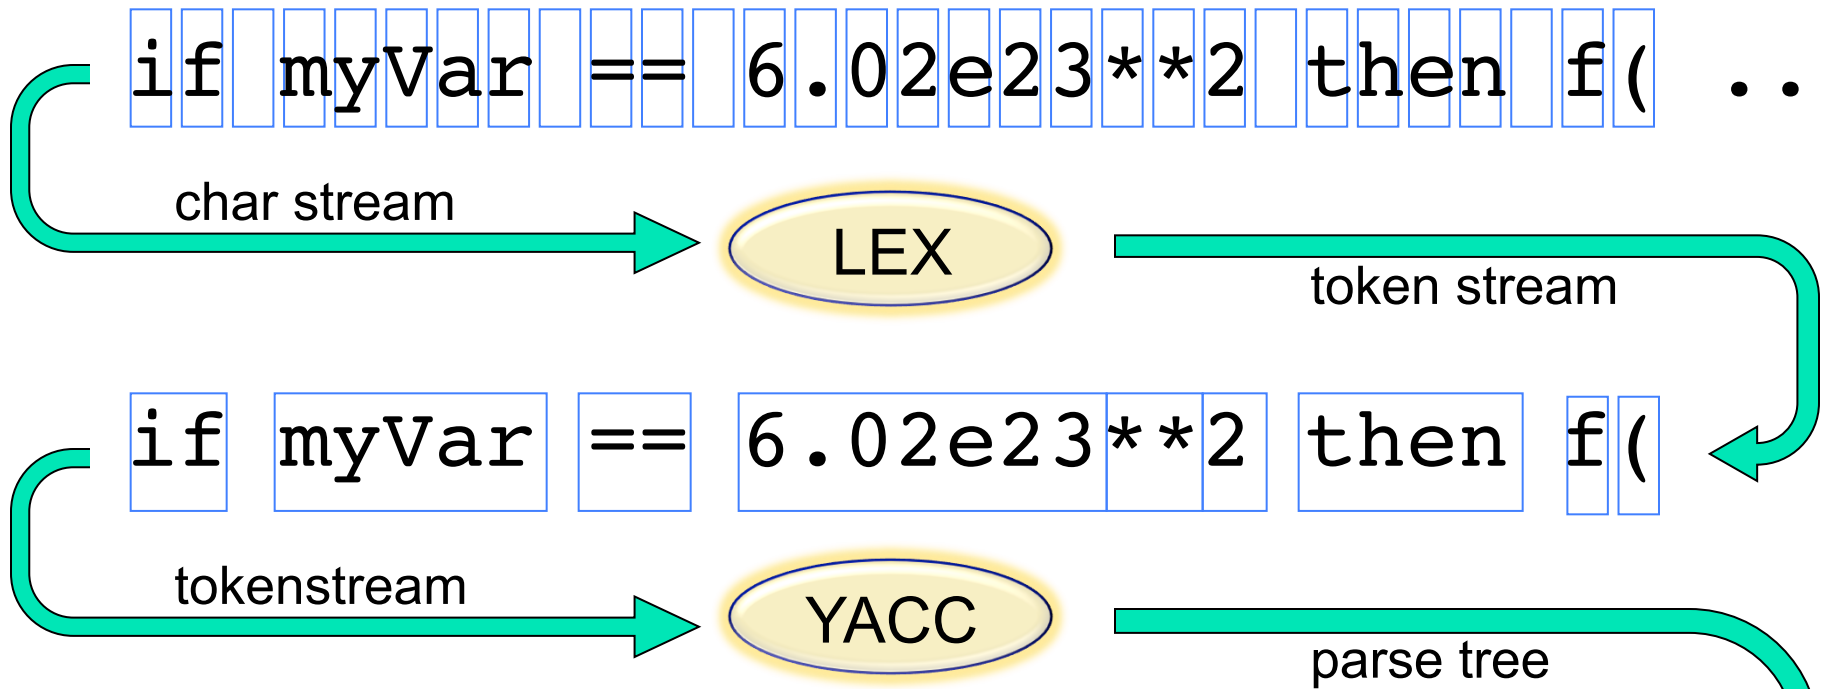 if myVar == 6.02e23**2 then f( ..
char stream
LEX
token stream
if myVar == 6.02e23**2 then f(
tokenstream
YACC
parse tree